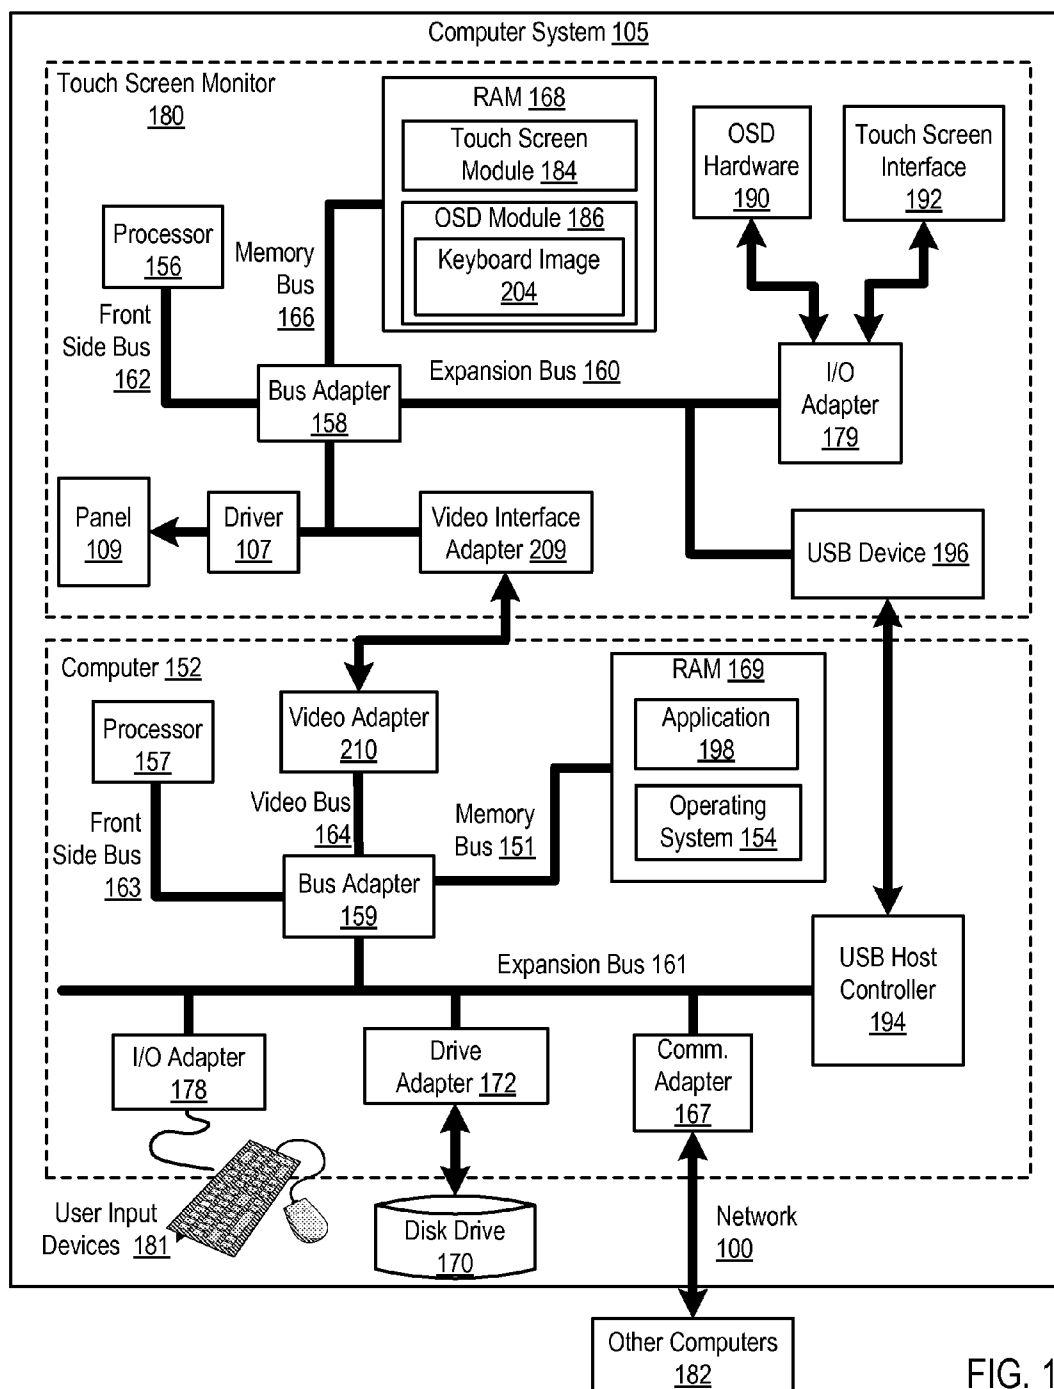 Computer System 105
Touch Screen Monitor
180
RAM 168
Touch Screen
Module 184
OSD Module 186
Keyboard Image
204
OSD
Hardware
190
Touch Screen
Interface
192
Processor
156
Memory
Bus
166
Front
Side Bus
162
Bus Adapter
158
Expansion Bus 160
I/O
Adapter
179
Panel
109
Driver
107
Video Interface
Adapter 209
USB Device 196
Computer 152
RAM 169
Application
198
Operating
System 154
Processor
157
Video Adapter
210
Video Bus
164
Memory
Bus 151
Front
Side Bus
163
Bus Adapter
159
Expansion Bus 161
USB Host
Controller
194
I/O Adapter
178
Drive
Adapter 172
Comm.
Adapter
167
User Input
Devices 181
Disk Drive
170
Network
100
Other Computers
182
FIG. 1